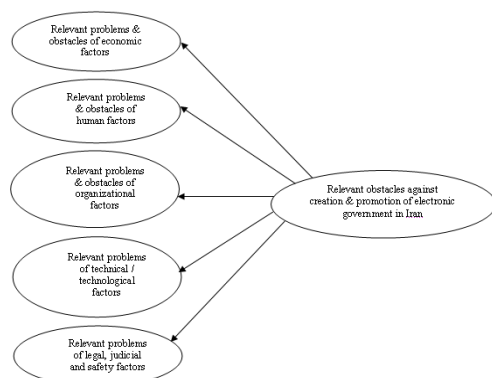 Relevant problems &
obstacles of economic
factors
Relevant problems
& obstacles of
human factors
Relevant problems
& obstacles of
organizational
factors
Relevant obstacles against
creation & promotion of electronic
government in Iran
Relevant problems
of technical /
technological
factors
Relevant problems
of legal, judicial
and safety factors